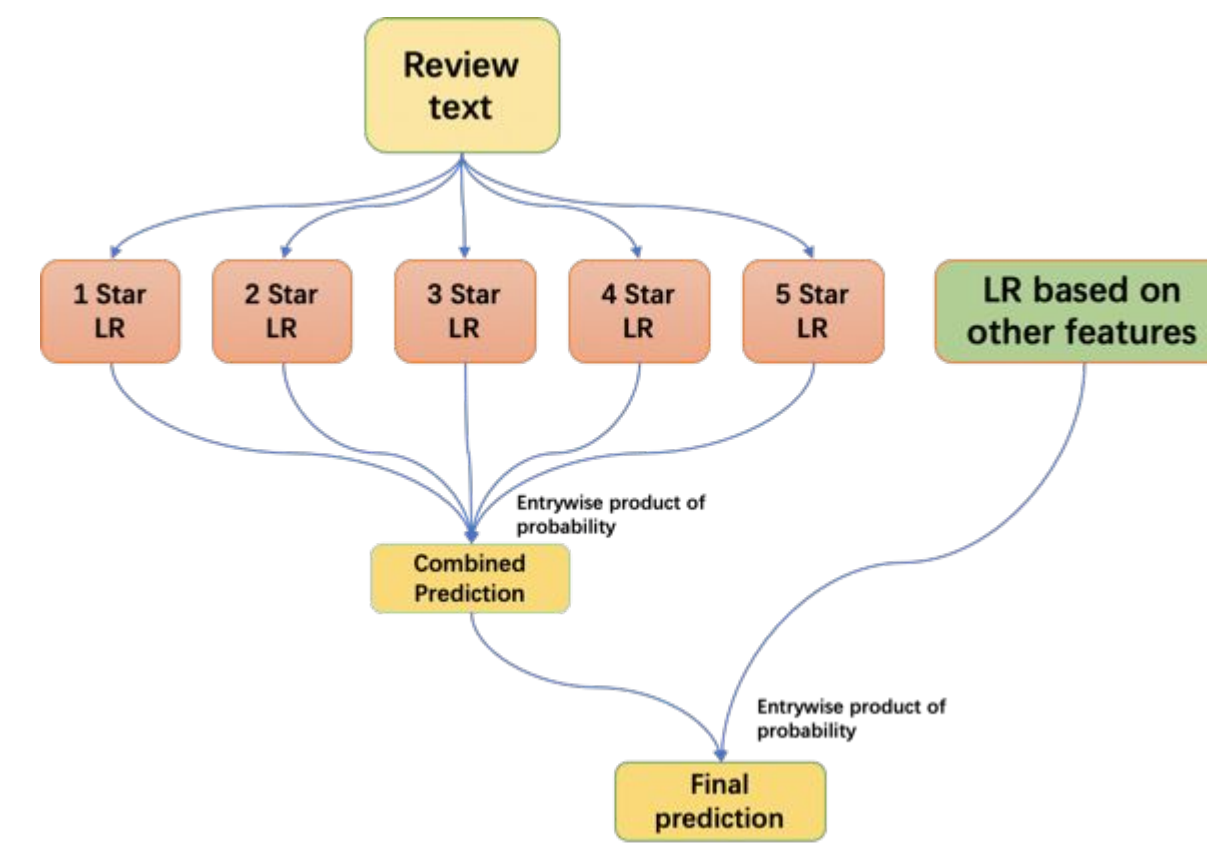 Review
text
1 Star
LR
2 Star
LR
3 Star
LR
4 Star
LR
5 Star
LR
LR based on
other features
Entrywise product of
probability
Combined
Prediction
Entrywise product of
probability
Final
prediction